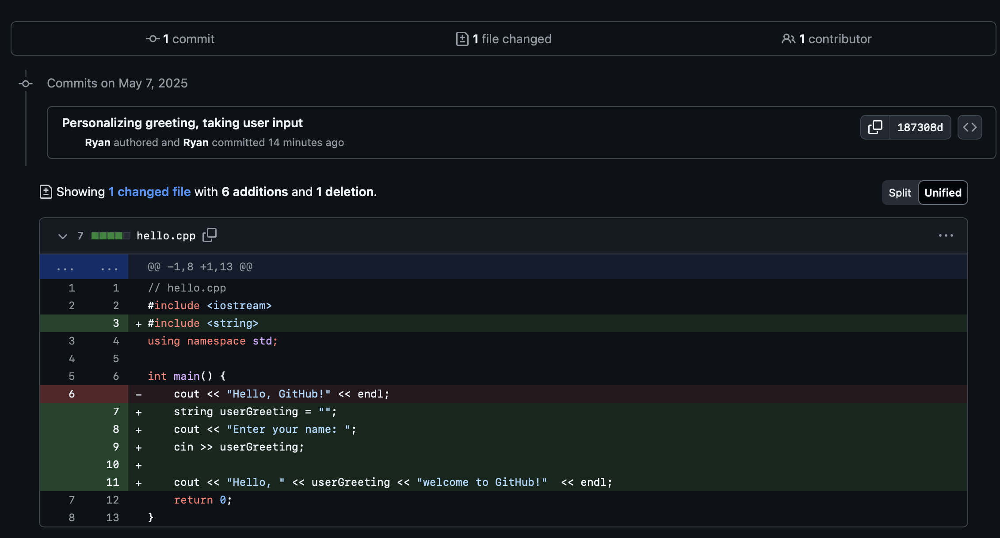 1 commit
1 file changed
1 contributor
Commits on May 7, 2025
Personalizing greeting, taking user input
187308d
Ryan authored and Ryan committed 14 minutes ago
Showing 1 changed file with 6 additions and 1 deletion.
Split Unified
7 hello.cpp
... ... @@ -1,8 +1,13 @@
1 1 // hello.cpp
2 2 #include <iostream>
3 + #include <string>
3 4 using namespace std;
4 5
5 6 int main() {
6 - cout << "Hello, GitHub!" << endl;
7 + string userGreeting = "";
8 + cout << "Enter your name: ";
9 + cin >> userGreeting;
10 +
11 + cout << "Hello, " << userGreeting << "welcome to GitHub!"  << endl;
7 12 return 0;
8 13 }